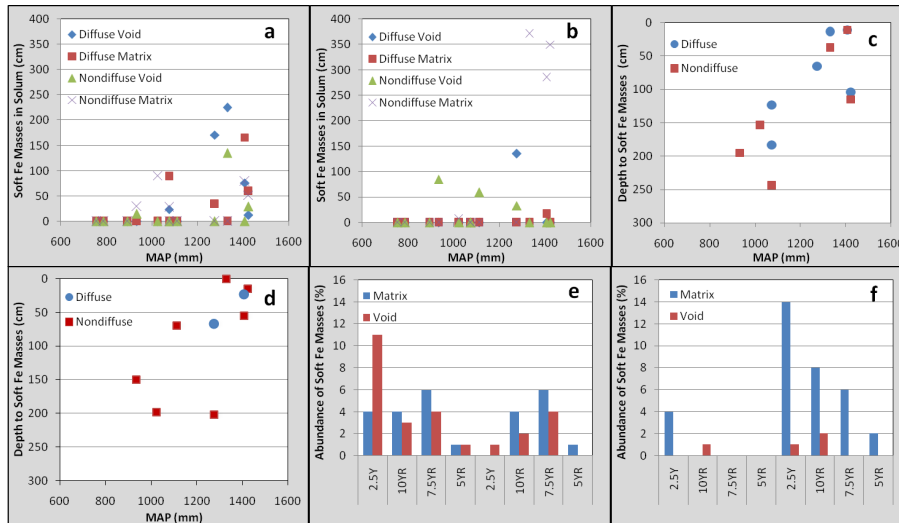 a
Soft Fe Masses in Solum (cm)
400
350
300
250
200
150
100
50
0
Diffuse Void
Diffuse Matrix
Nondiffuse Void
Nondiffuse Matrix
600 800 1000 1200 1400 1600
MAP (mm)
b
Soft Fe Masses in Solum (cm)
400
350
300
250
200
150
100
50
0
Diffuse Void
Diffuse Matrix
Nondiffuse Void
Nondiffuse Matrix
600 800 1000 1200 1400 1600
MAP (mm)
c
Depth to Soft Fe Masses (cm)
0
50
100
150
200
250
300
Diffuse
Nondiffuse
600 800 1000 1200 1400 1600
MAP (mm)
d
Depth to Soft Fe Masses (cm)
0
50
100
150
200
250
300
Diffuse
Nondiffuse
600 800 1000 1200 1400 1600
MAP (mm)
e
Abundance of Soft Fe Masses (%)
16
14
12
10
8
6
4
2
0
Matrix
Void
2.5Y 10YR 7.5YR 5YR 2.5Y 10YR 7.5YR 5YR
f
Abundance of Soft Fe Masses (%)
16
14
12
10
8
6
4
2
0
Matrix
Void
2.5Y 10YR 7.5YR 5YR 2.5Y 10YR 7.5YR 5YR